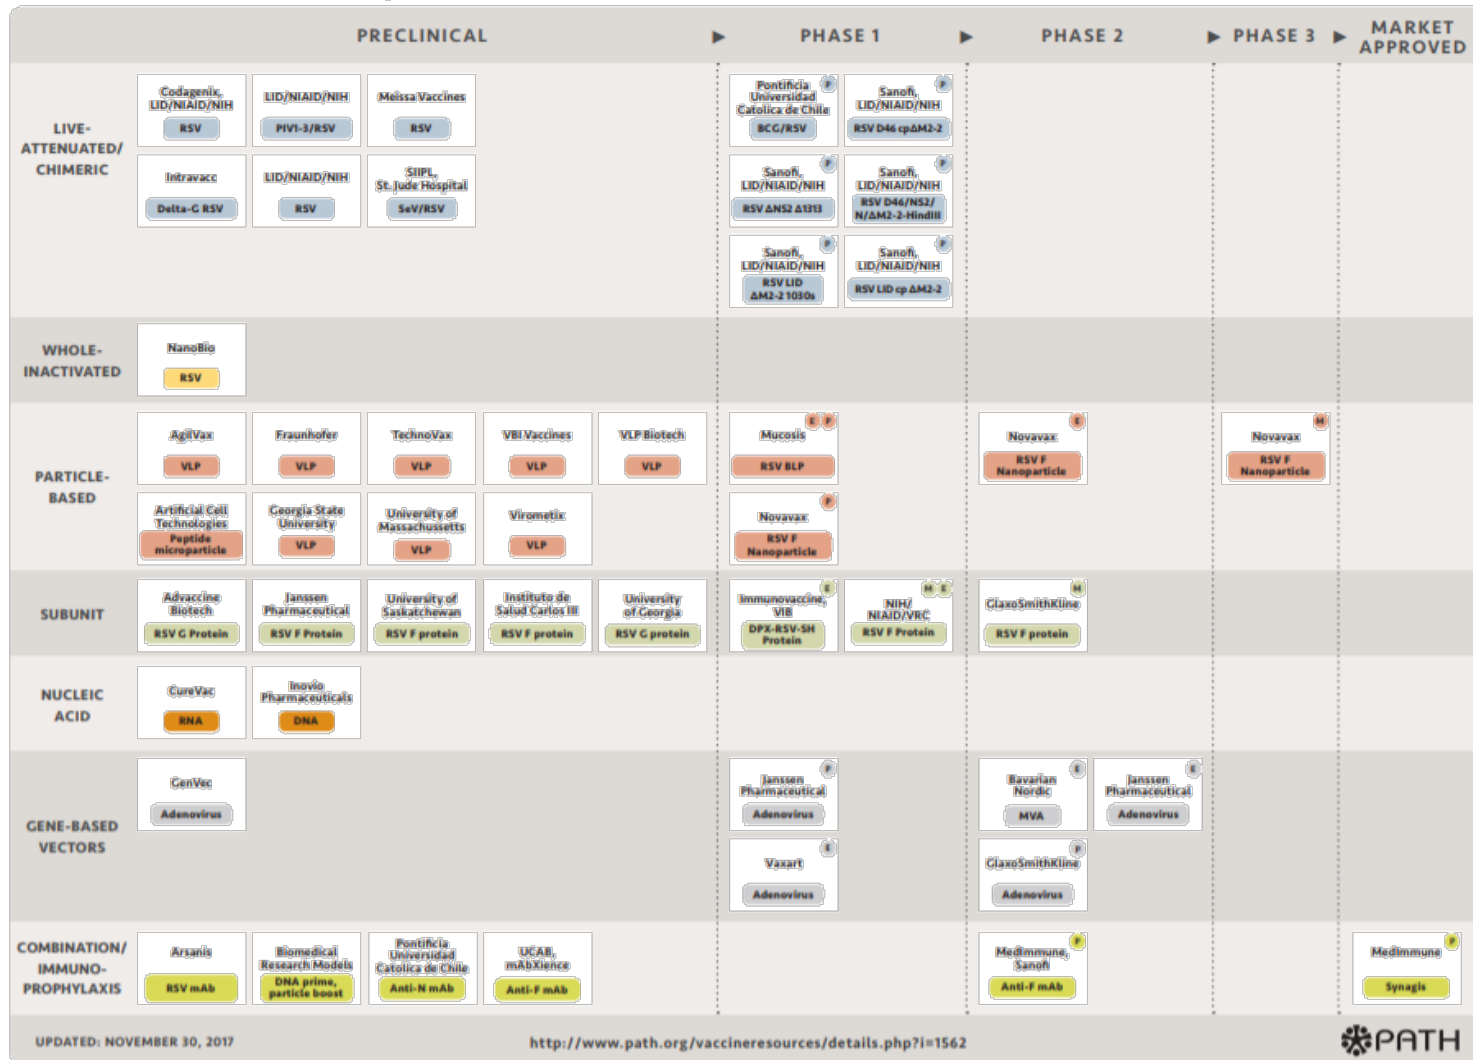 PRECLINICAL ▶ PHASE 1 ▶ PHASE 2 ▶ PHASE 3 ▶ MARKET APPROVED
LIVE-
ATTENUATED/
CHIMERIC
Codagenix,
LID/NIAID/NIH
RSV
LID/NIAID/NIH
PIV1-3/RSV
Meissa Vaccines
RSV
P
Pontificia
Universidad
Catolica de Chile
BCG/RSV
P
Sanofi,
LID/NIAID/NIH
RSV D46 cpΔM2-2
Intravacc
Delta-G RSV
LID/NIAID/NIH
RSV
SIIPL,
St. Jude Hospital
SeV/RSV
P
Sanofi,
LID/NIAID/NIH
RSV ΔNS2 Δ1313
P
Sanofi,
LID/NIAID/NIH
RSV D46/NS2/
N/ΔM2-2-HindIII
P
Sanofi,
LID/NIAID/NIH
RSV LID
ΔM2-2 1030s
P
Sanofi,
LID/NIAID/NIH
RSV LID cp ΔM2-2
WHOLE-
INACTIVATED
NanoBio
RSV
PARTICLE-
BASED
AgilVax
VLP
Fraunhofer
VLP
TechnoVax
VLP
VBI Vaccines
VLP
VLP Biotech
VLP
E P
Mucosis
RSV BLP
E
Novavax
RSV F
Nanoparticle
M
Novavax
RSV F
Nanoparticle
Artificial Cell
Technologies
Peptide
microparticle
Georgia State
University
VLP
University of
Massachussetts
VLP
Virometix
VLP
P
Novavax
RSV F
Nanoparticle
SUBUNIT
Advaccine
Biotech
RSV G Protein
Janssen
Pharmaceutical
RSV F Protein
University of
Saskatchewan
RSV F protein
Instituto de
Salud Carlos III
RSV F protein
University
of Georgia
RSV G protein
E
Immunovaccine,
VIB
DPX-RSV-SH
Protein
M E
NIH/
NIAID/VRC
RSV F Protein
M
GlaxoSmithKline
RSV F protein
NUCLEIC
ACID
CureVac
RNA
Inovio
Pharmaceuticals
DNA
GENE-BASED
VECTORS
GenVec
Adenovirus
P
Janssen
Pharmaceutical
Adenovirus
E
Bavarian
Nordic
MVA
E
Janssen
Pharmaceutical
Adenovirus
E
Vaxart
Adenovirus
P
GlaxoSmithKline
Adenovirus
COMBINATION/
IMMUNO-
PROPHYLAXIS
Arsanis
RSV mAb
Biomedical
Research Models
DNA prime,
particle boost
Pontificia
Universidad
Catolica de Chile
Anti-N mAb
UCAB,
mAbXience
Anti-F mAb
P
MedImmune,
Sanofi
Anti-F mAb
P
MedImmune
Synagis
UPDATED: NOVEMBER 30, 2017
http://www.path.org/vaccineresources/details.php?i=1562
PATH